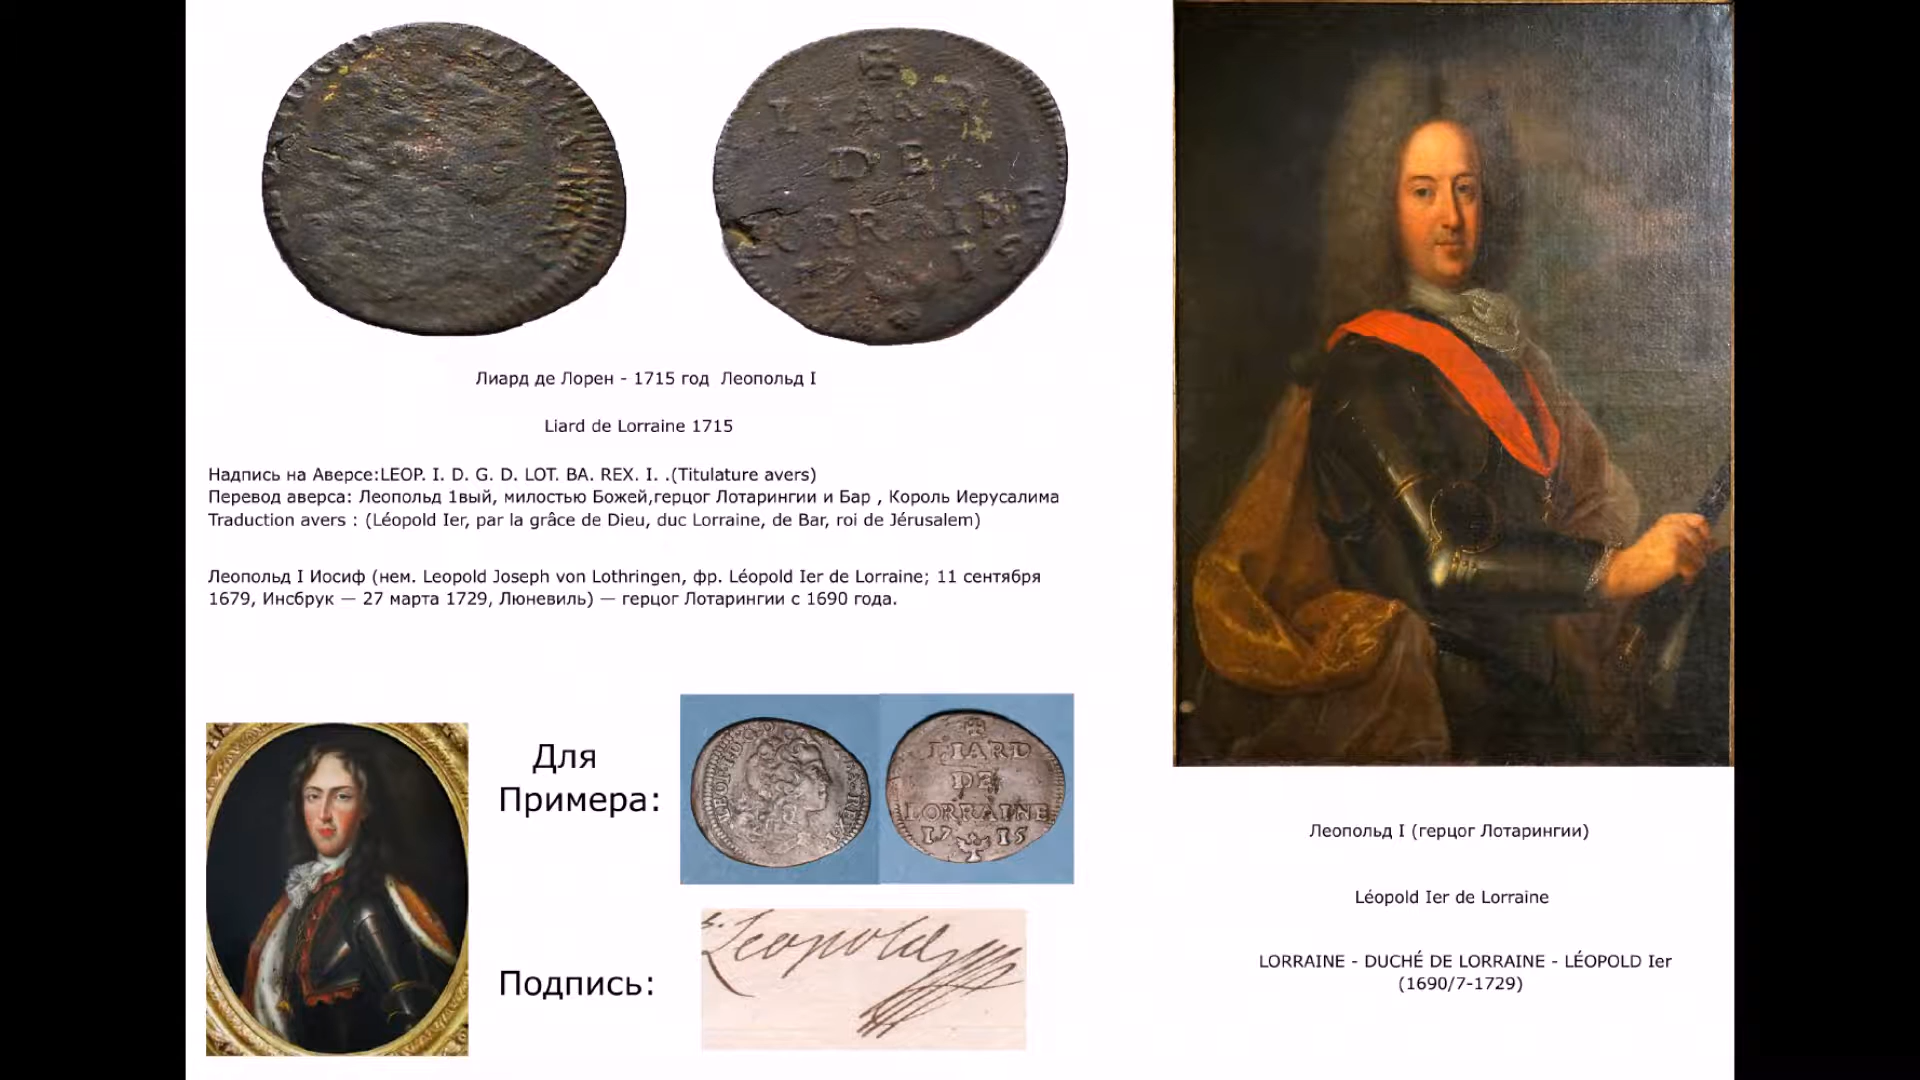 LIARD
DE
LORRAINE
15
Лиард де Лорен - 1715 год Леопольд I
Liard de Lorraine 1715
Надпись на Аверсе:LEOP. I. D. G. D. LOT. BA. REX. I. .(Titulature avers)
Перевод аверса: Леопольд 1вый, милостью Божей,герцог Лотарингии и Бар , Король Иерусалима
Traduction avers : (Léopold Ier, par la grâce de Dieu, duc Lorraine, de Bar, roi de Jérusalem)
Леопольд I Иосиф (нем. Leopold Joseph von Lothringen, фр. Léopold Ier de Lorraine; 11 сентября
1679, Инсбрук — 27 марта 1729, Люневиль) — герцог Лотарингии с 1690 года.
Для
Примера:
LIARD
DE
LORRAINE
17 15
Подпись:
Leopold
Леопольд I (герцог Лотарингии)
Léopold Ier de Lorraine
LORRAINE - DUCHÉ DE LORRAINE - LÉOPOLD Ier
(1690/7-1729)